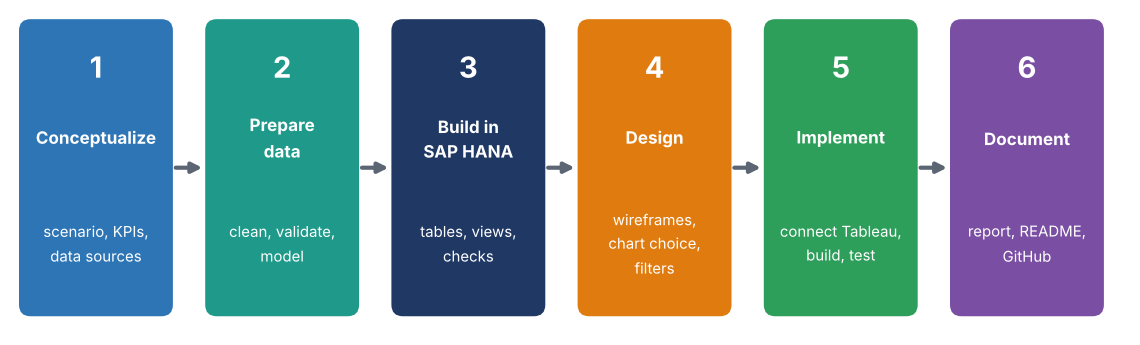 1
Conceptualize
scenario, KPIs,
data sources
2
Prepare
data
clean, validate,
model
3
Build in
SAP HANA
tables, views,
checks
4
Design
wireframes,
chart choice,
filters
5
Implement
connect Tableau,
build, test
6
Document
report, README,
GitHub